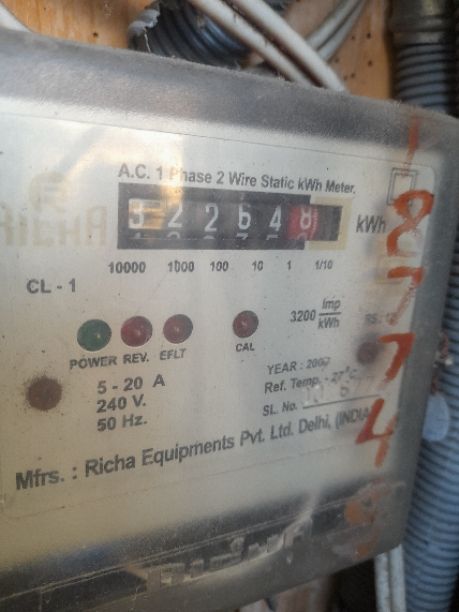 A.C. 1 Phase 2 Wire Static kWh Meter.
322648 kWh
10000 1000 100 10 1 1/10
CL - 1
3200 Imp/kWh
POWER REV. EFLT CAL
5 - 20 A
240 V.
50 Hz.
YEAR : 2007
Ref. Temp.
SL. No.
Mfrs. : Richa Equipments Pvt. Ltd. Delhi, (INDIA